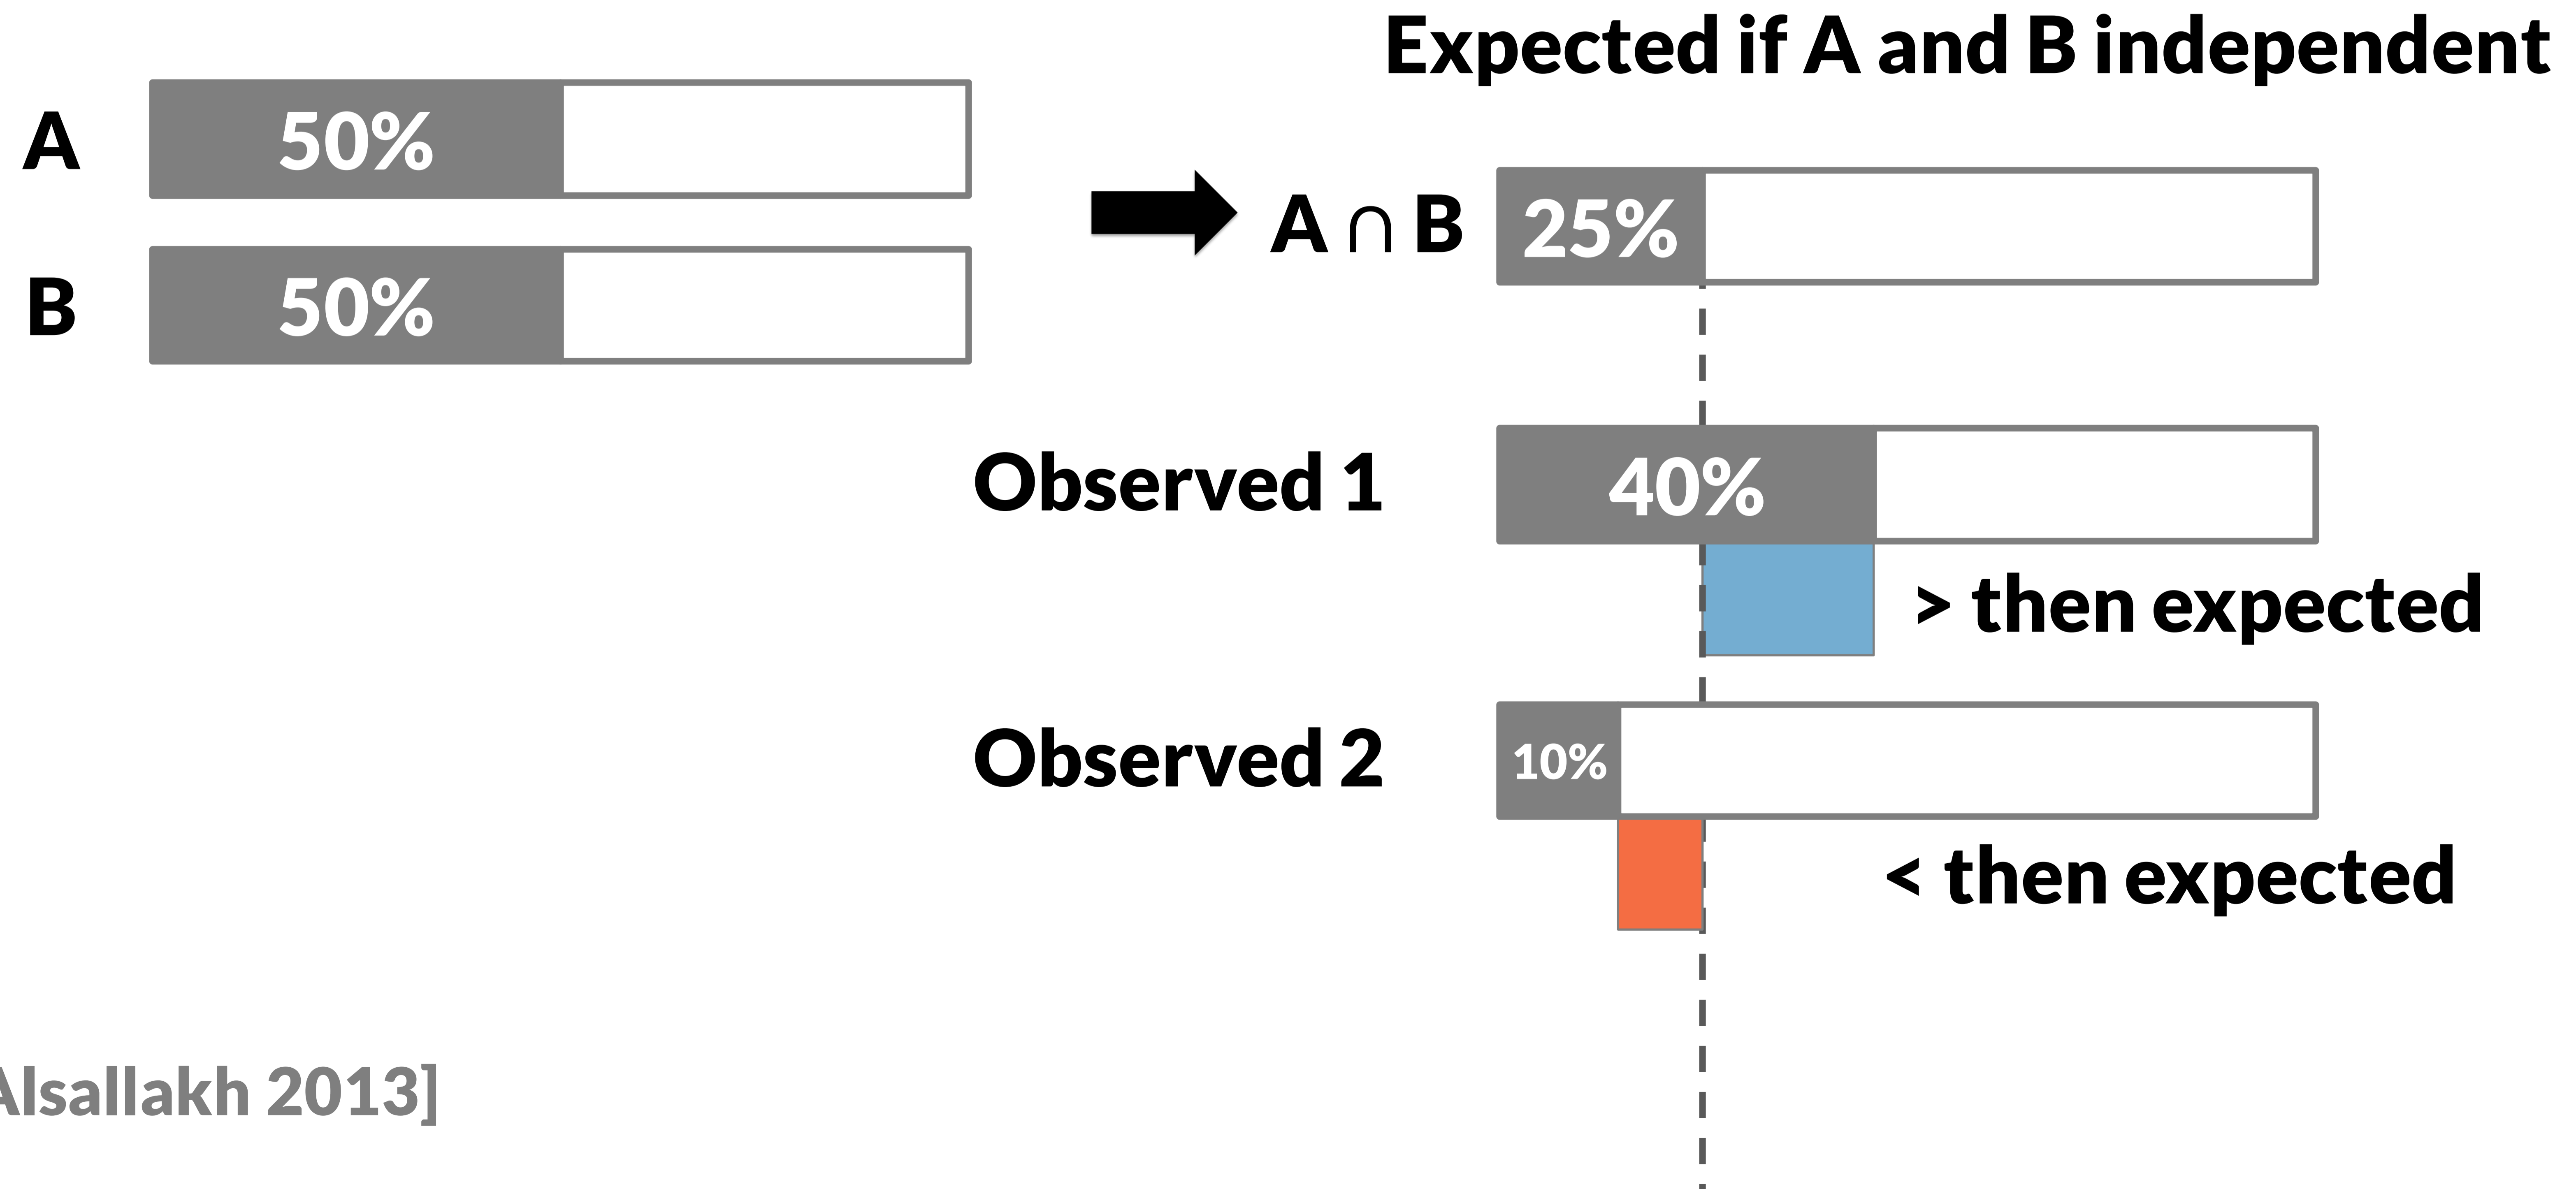 Expected if A and B independent
A
50%
B
50%
A ∩ B
25%
Observed 1
40%
> then expected
Observed 2
10%
< then expected
Alsallakh 2013]